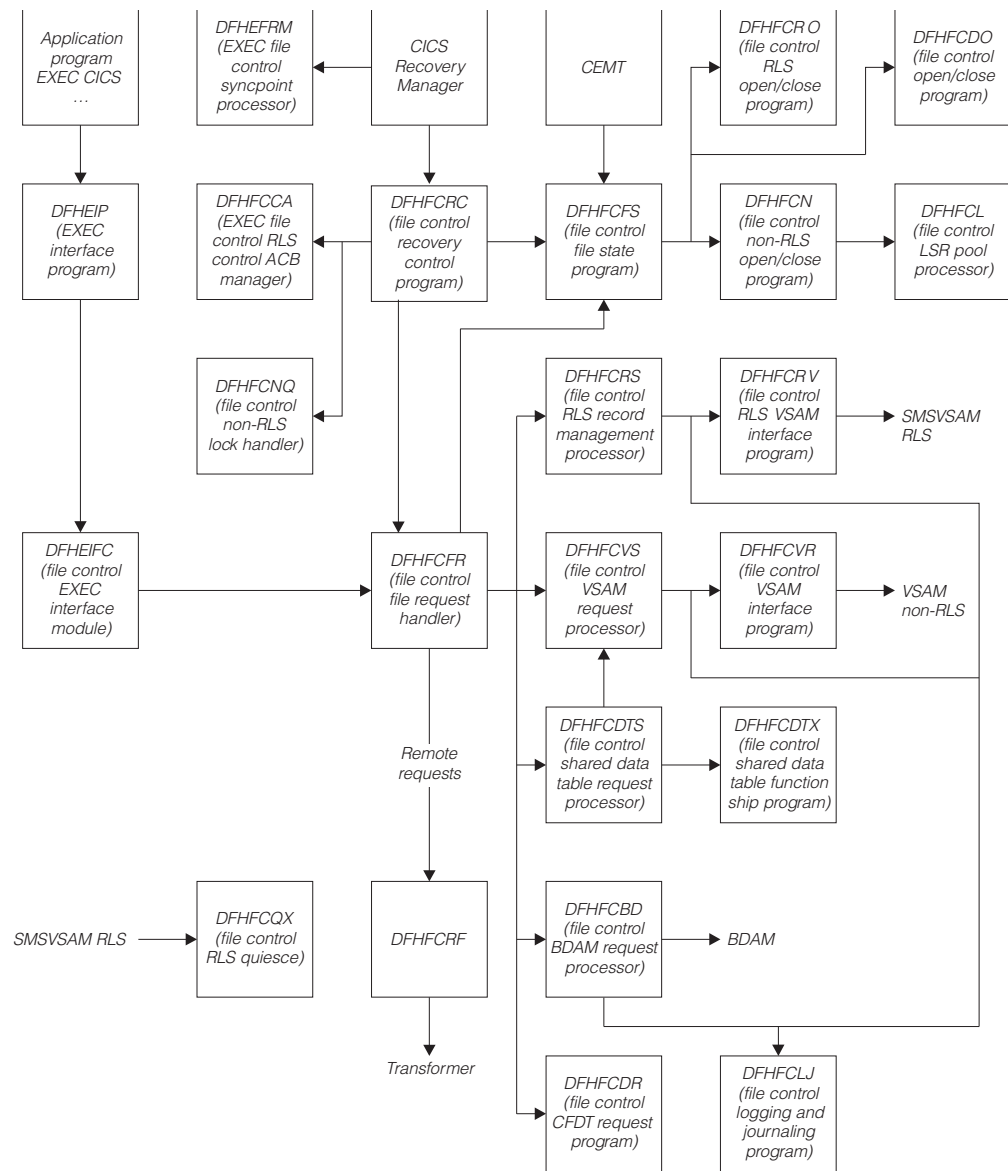 Application
program
EXEC CICS
...
DFHEFRM
(EXEC file
control
syncpoint
processor)
CICS
Recovery
Manager
CEMT
DFHFCRO
(file control
RLS
open/close
program)
DFHFCDO
(file control
open/close
program)
DFHEIP
(EXEC
interface
program)
DFHFCCA
(EXEC file
control RLS
control ACB
manager)
DFHFCRC
(file control
recovery
control
program)
DFHFCFS
(file control
file state
program)
DFHFCN
(file control
non-RLS
open/close
program)
DFHFCL
(file control
LSR pool
processor)
DFHFCNQ
(file control
non-RLS
lock handler)
DFHFCRS
(file control
RLS record
management
processor)
DFHFCRV
(file control
RLS VSAM
interface
program)
SMSVSAM
RLS
DFHEIFC
(file control
EXEC
interface
module)
DFHFCFR
(file control
file request
handler)
DFHFCVS
(file control
VSAM
request
processor)
DFHFCVR
(file control
VSAM
interface
program)
VSAM
non-RLS
Remote
requests
DFHFCDTS
(file control
shared data
table request
processor)
DFHFCDTX
(file control
shared data
table function
ship program)
SMSVSAM RLS
DFHFCQX
(file control
RLS quiesce)
DFHFCRF
DFHFCBD
(file control
BDAM request
processor)
BDAM
Transformer
DFHFCDR
(file control
CFDT request
program)
DFHFCLJ
(file control
logging and
journaling
program)